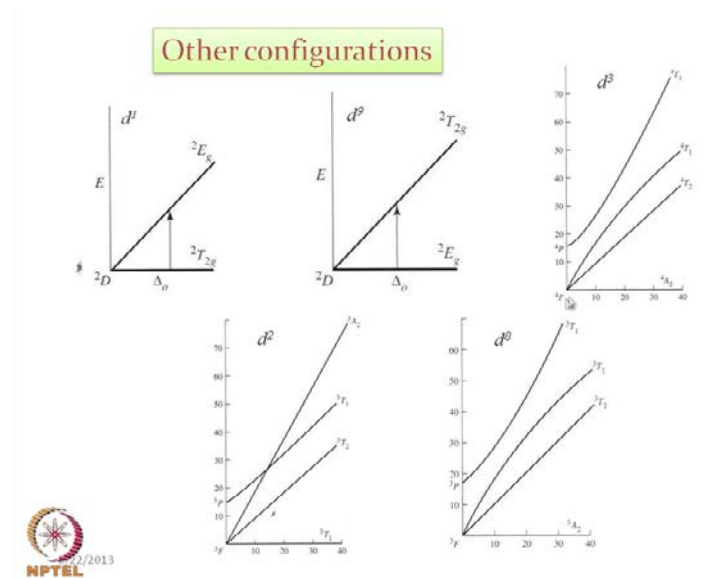 Other configurations
d¹
²E_g
E
²T_2g
²D
Δ_o
d⁹
²T_2g
E
²E_g
²D
Δ_o
d³
⁴T₁
⁴T₁
⁴T₂
70
60
50
40
30
20
⁴P
10
⁴A₂
⁴F
10 20 30 40
d²
³A₂
³T₁
³T₂
70
60
50
40
30
20
³P
10
³T₁
³F
10 20 30 40
d⁸
³T₁
³T₁
³T₂
60
50
40
30
20
³P
10
³A₂
³F
10 20 30 40
22/2013
NPTEL